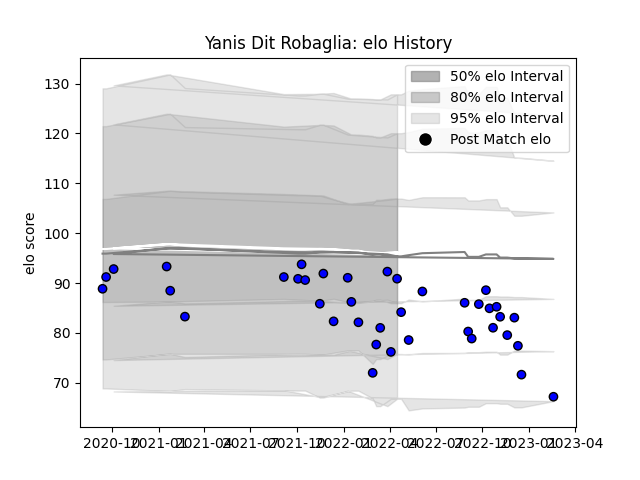 Yanis Dit Robaglia: elo History
50% elo Interval
80% elo Interval
95% elo Interval
Post Match elo
elo score
130
120
110
100
90
80
70
2020-10 2021-01 2021-04 2021-07 2021-10 2022-01 2022-04 2022-07 2022-10 2023-01 2023-04